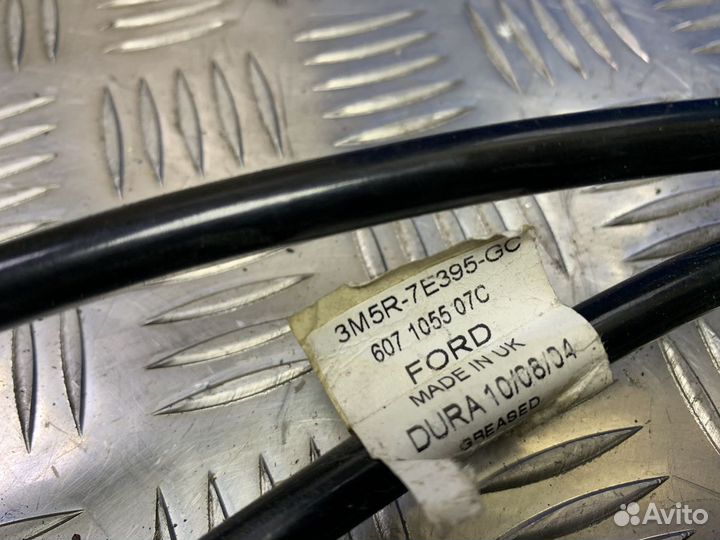 3M5R-7E395-GC
607 1055 07C
FORD
MADE IN UK
DURA 10/08/04
GREASED
Avito